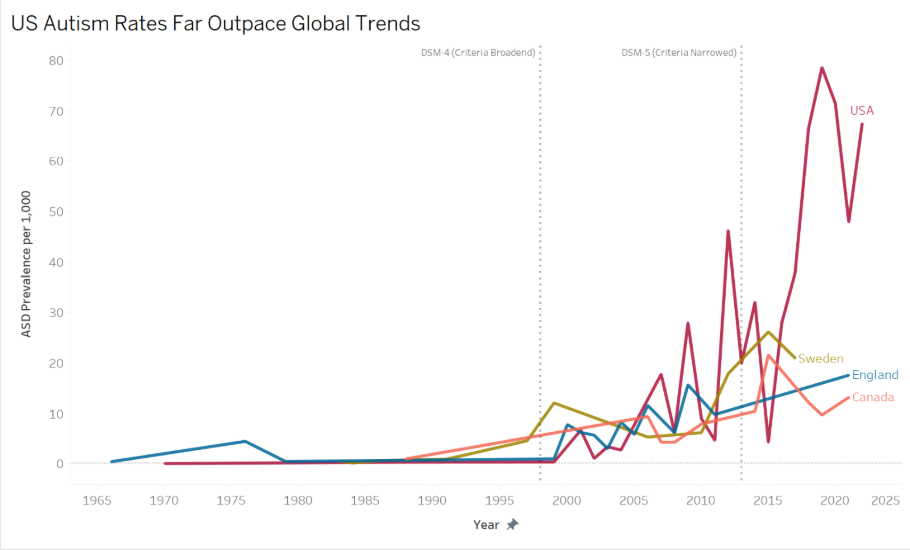 US Autism Rates Far Outpace Global Trends
DSM-4 (Criteria Broadend)
DSM-5 (Criteria Narrowed)
80
70
60
50
40
30
20
10
0
ASD Prevalence per 1,000
USA
Sweden
England
Canada
1965 1970 1975 1980 1985 1990 1995 2000 2005 2010 2015 2020 2025
Year